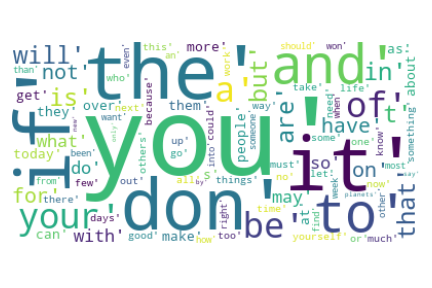 you'
the'
and'
it'
if'
don'
to'
of'
be'
your'
that'
a'
is'
in'
but'
are'
have'
will'
not'
for'
with'
what'
on'
so'
t'
do'
may'
at'
can'
they'
get'
them'
over'
people'
as'
about'
more'
who'
because'
even'
this'
an'
should'
won'
than'
work'
take'
life'
way'
next'
want'
could'
someone'
need'
when'
know'
something'
some'
one'
into'
up'
go'
others'
today'
been'
few'
out'
s'
things'
all'
by'
no'
must'
let'
week'
now'
most'
say'
from'
there'
days'
good'
make'
how'
right'
too'
time'
yourself'
find'
or'
much'
other'
planets'
only'
new'